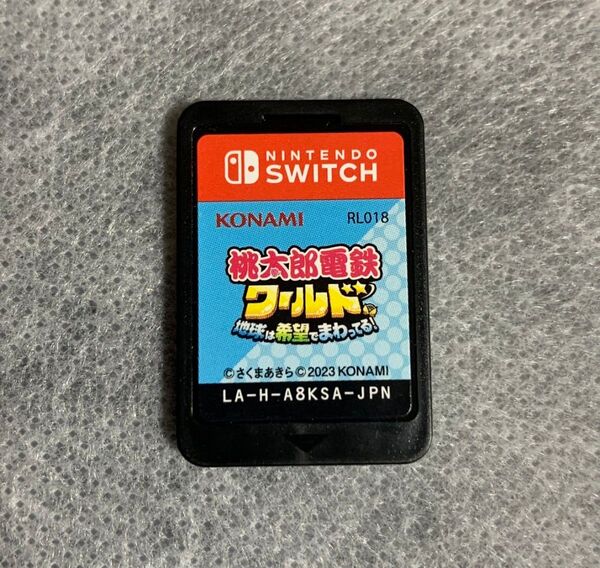 NINTENDO
SWITCH
KONAMI RL018
桃太郎電鉄
ワールド
地球は希望でまわってる!
©さくまあきら©2023 KONAMI
LA-H-A8KSA-JPN